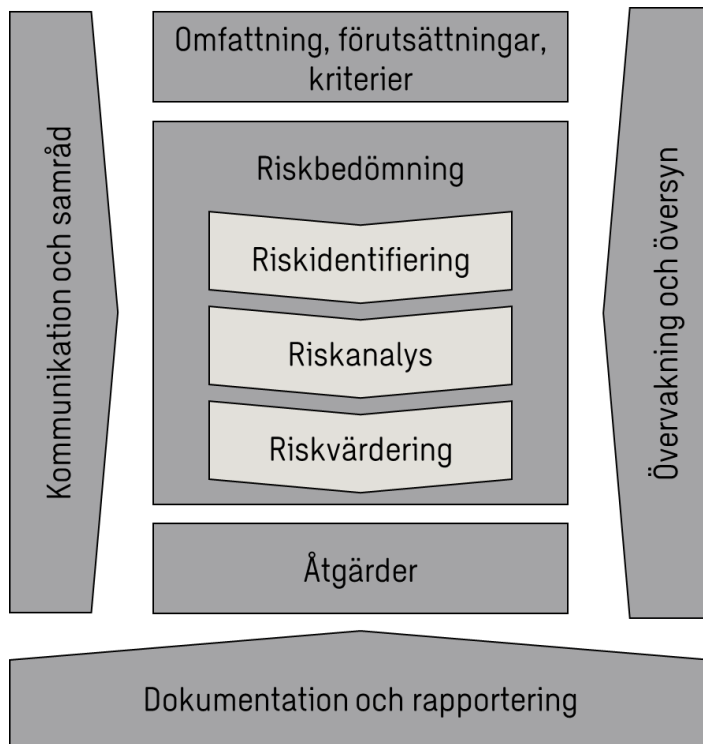 Omfattning, förutsättningar,
kriterier
Kommunikation och samråd
Riskbedömning
Riskidentifiering
Riskanalys
Riskvärdering
Övervakning och översyn
Åtgärder
Dokumentation och rapportering